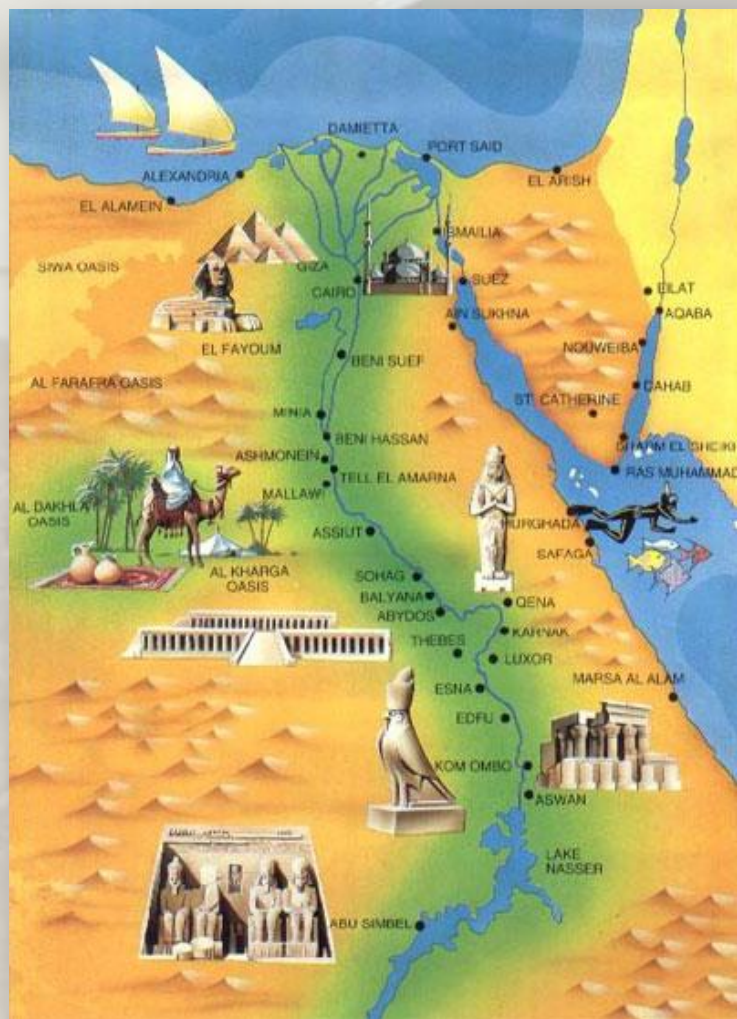 DAMIETTA
PORT SAID
ALEXANDRIA
EL ARISH
EL ALAMEIN
ISMAILIA
SIWA OASIS
GIZA
CAIRO
SUEZ
EILAT
AQABA
AIN SUKHNA
EL FAYOUM
NOUWEIBA
BENI SUEF
AL FARAFRA OASIS
DAHAB
ST. CATHERINE
MINIA
BENI HASSAN
SHARM EL SHEIKH
ASHMONEIN
TELL EL AMARNA
RAS MUHAMMAD
MALLAWI
AL DAKHLA
OASIS
HURGHADA
ASSIUT
SAFAGA
AL KHARGA
OASIS
SOHAG
BALYANA
QENA
ABYDOS
KARNAK
THEBES
LUXOR
MARSA AL ALAM
ESNA
EDFU
KOM OMBO
ASWAN
LAKE
NASSER
ABU SIMBEL